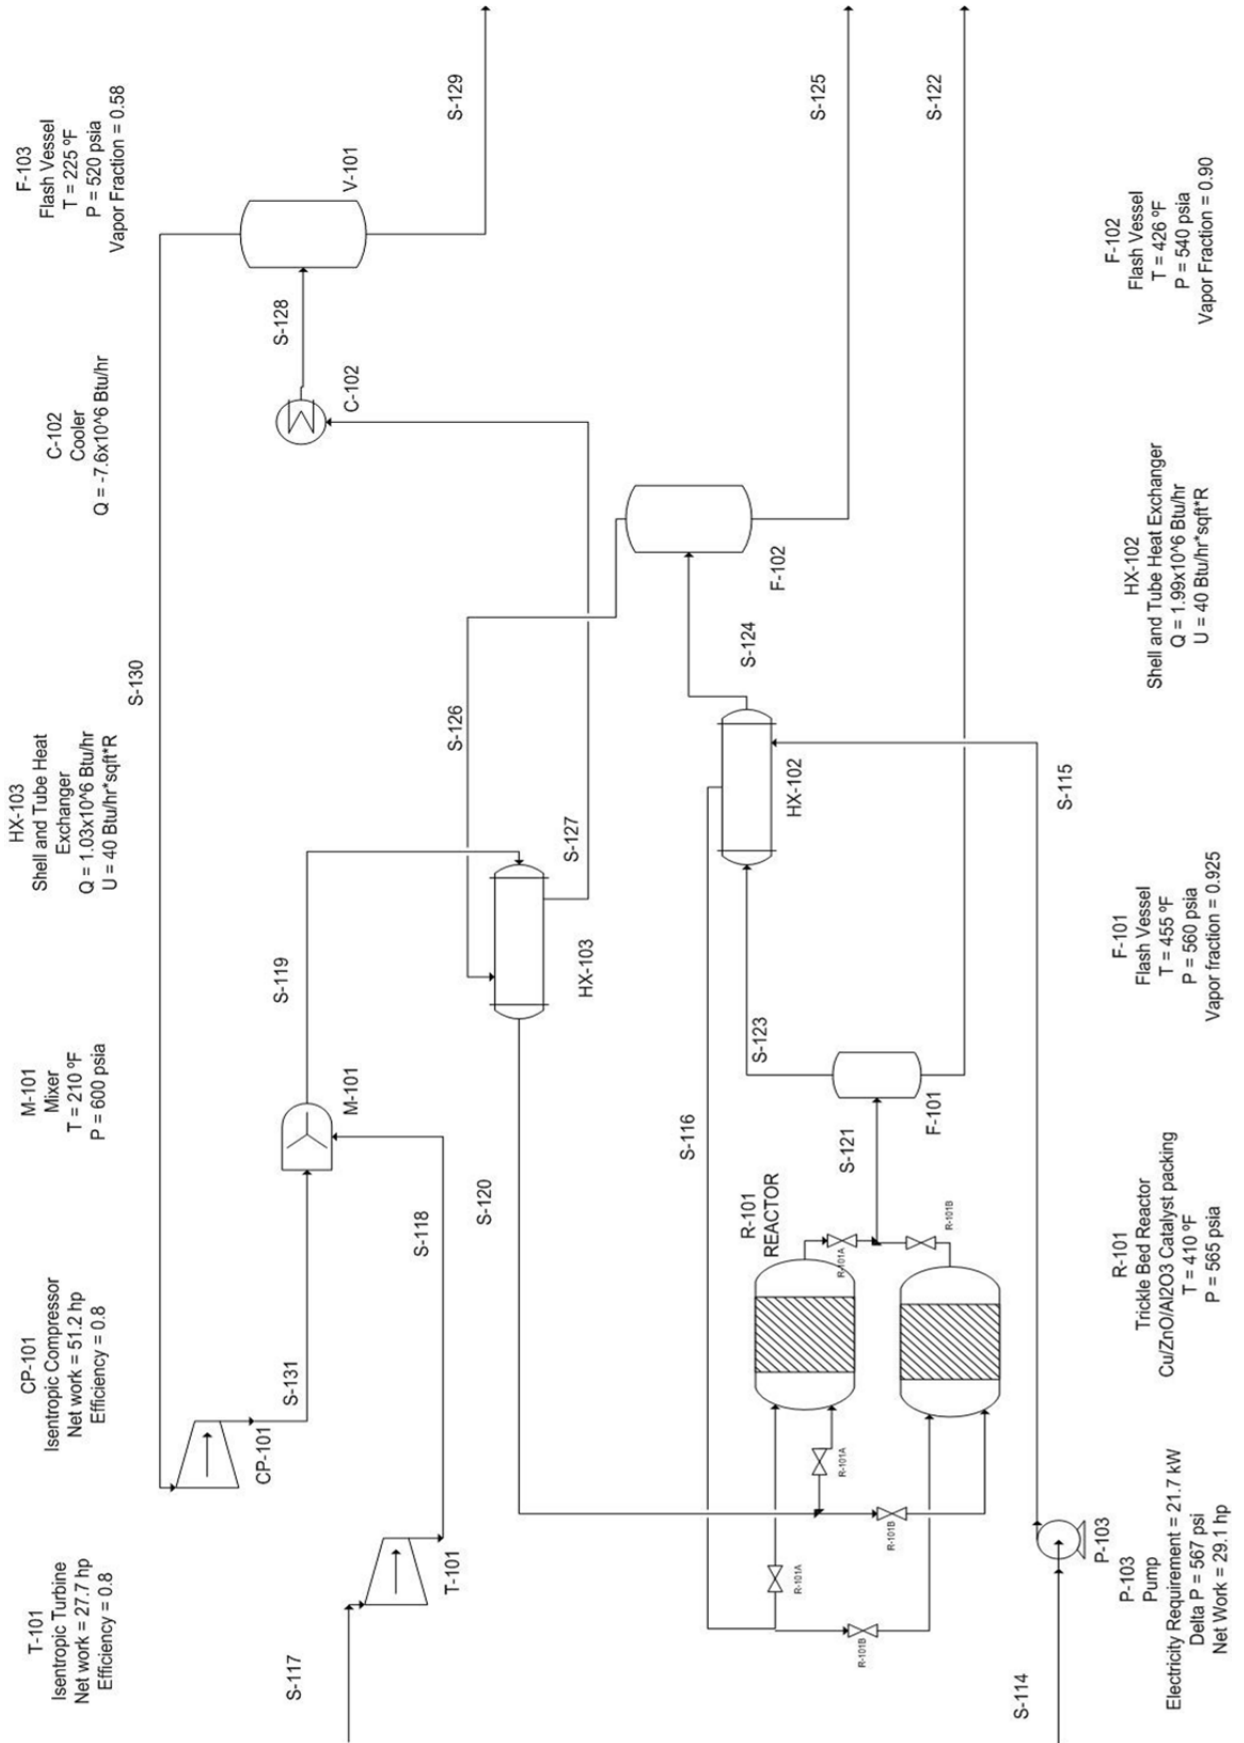 T-101
Isentropic Turbine
Net work = 27.7 hp
Efficiency = 0.8
CP-101
Isentropic Compressor
Net work = 51.2 hp
Efficiency = 0.8
M-101
Mixer
T = 210 ºF
P = 600 psia
HX-103
Shell and Tube Heat
Exchanger
Q = 1.03x10^6 Btu/hr
U = 40 Btu/hr*sqft*R
C-102
Cooler
Q = -7.6x10^6 Btu/hr
F-103
Flash Vessel
T = 225 ºF
P = 520 psia
Vapor Fraction = 0.58
S-130
S-117
T-101
CP-101
S-131
S-118
M-101
S-119
S-120
HX-103
S-126
S-127
C-102
S-128
V-101
S-129
S-125
S-122
S-114
P-103
R-101A
R-101B
R-101A
R-101B
R-101
REACTOR
R-101A
R-101B
S-116
S-121
F-101
S-123
HX-102
S-124
F-102
S-115
P-103
Pump
Electricity Requirement = 21.7 kW
Delta P = 567 psi
Net Work = 29.1 hp
R-101
Trickle Bed Reactor
Cu/ZnO/Al2O3 Catalyst packing
T = 410 ºF
P = 565 psia
F-101
Flash Vessel
T = 455 ºF
P = 560 psia
Vapor fraction = 0.925
HX-102
Shell and Tube Heat Exchanger
Q = 1.99x10^6 Btu/hr
U = 40 Btu/hr*sqft*R
F-102
Flash Vessel
T = 426 ºF
P = 540 psia
Vapor Fraction = 0.90